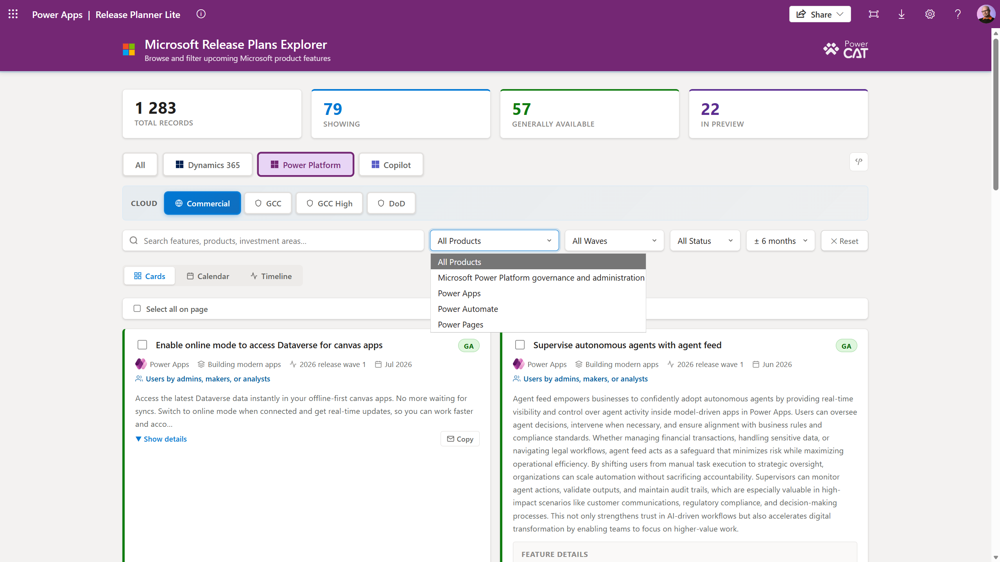 Power Apps | Release Planner Lite
Share
Microsoft Release Plans Explorer
Browse and filter upcoming Microsoft product features
Power
CAT
1 283
TOTAL RECORDS
79
SHOWING
57
GENERALLY AVAILABLE
22
IN PREVIEW
All
Dynamics 365
Power Platform
Copilot
CLOUD
Commercial
GCC
GCC High
DoD
Search features, products, investment areas...
All Products
All Waves
All Status
± 6 months
Reset
All Products
Microsoft Power Platform governance and administration
Power Apps
Power Automate
Power Pages
Cards
Calendar
Timeline
Select all on page
Enable online mode to access Dataverse for canvas apps
GA
Power Apps
Building modern apps
2026 release wave 1
Jul 2026
Users by admins, makers, or analysts
Access the latest Dataverse data instantly in your offline-first canvas apps. No more waiting for
syncs. Switch to online mode when connected and get real-time updates, so you can work faster
and acco...
▼ Show details
Copy
Supervise autonomous agents with agent feed
GA
Power Apps
Building modern apps
2026 release wave 1
Jun 2026
Users by admins, makers, or analysts
Agent feed empowers businesses to confidently adopt autonomous agents by providing real-time
visibility and control over agent activity inside model-driven apps in Power Apps. Users can oversee
agent decisions, intervene when necessary, and ensure alignment with business rules and
compliance standards. Whether managing financial transactions, handling sensitive data, or
navigating legal workflows, agent feed acts as a safeguard that minimizes risk while maximizing
operational efficiency. By shifting users from manual task execution to strategic oversight,
organizations can scale automation without sacrificing accountability. Supervisors can monitor
agent actions, validate outputs, and maintain audit trails, which are especially valuable in high-
impact scenarios like customer communications, regulatory compliance, and decision-making
processes. This not only strengthens trust in AI-driven workflows but also accelerates digital
transformation by enabling teams to focus on higher-value work.
FEATURE DETAILS